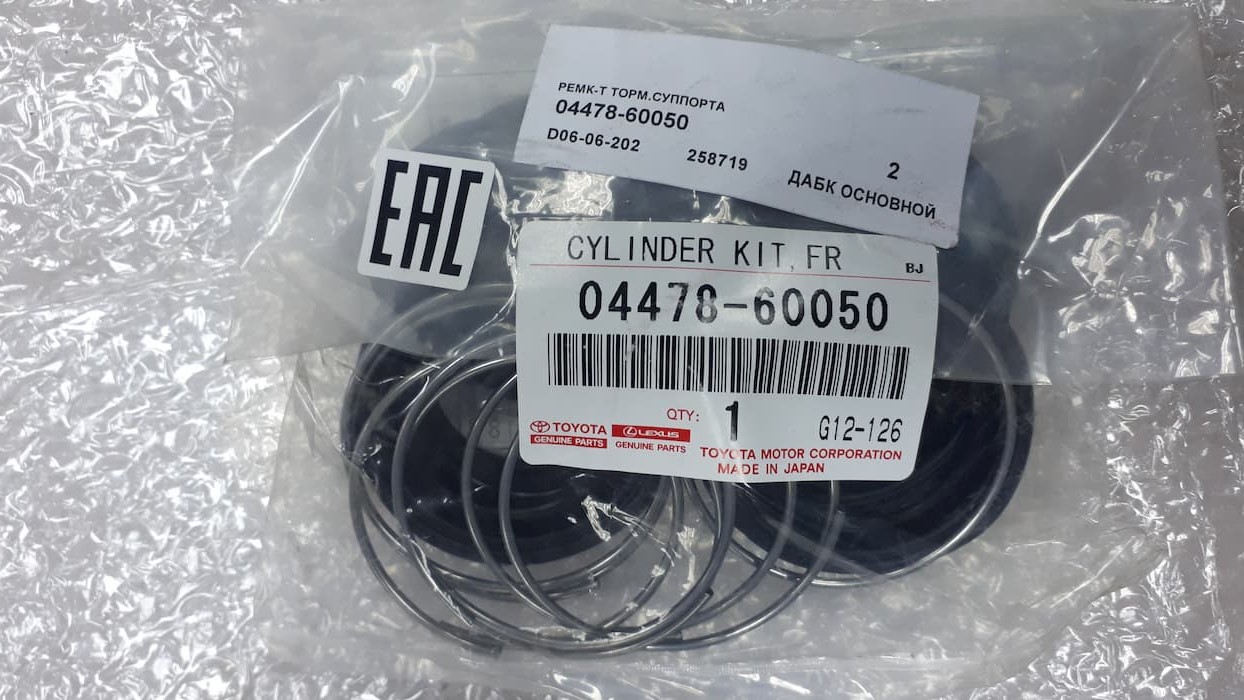 РЕМК-Т ТОРМ.СУППОРТА
04478-60050
D06-06-202 258719 2
ДАБК ОСНОВНОЙ
EAC
CYLINDER KIT, FR BJ
04478-60050
QTY: 1 G12-126
TOYOTA LEXUS
GENUINE PARTS GENUINE PARTS
TOYOTA MOTOR CORPORATION
MADE IN JAPAN